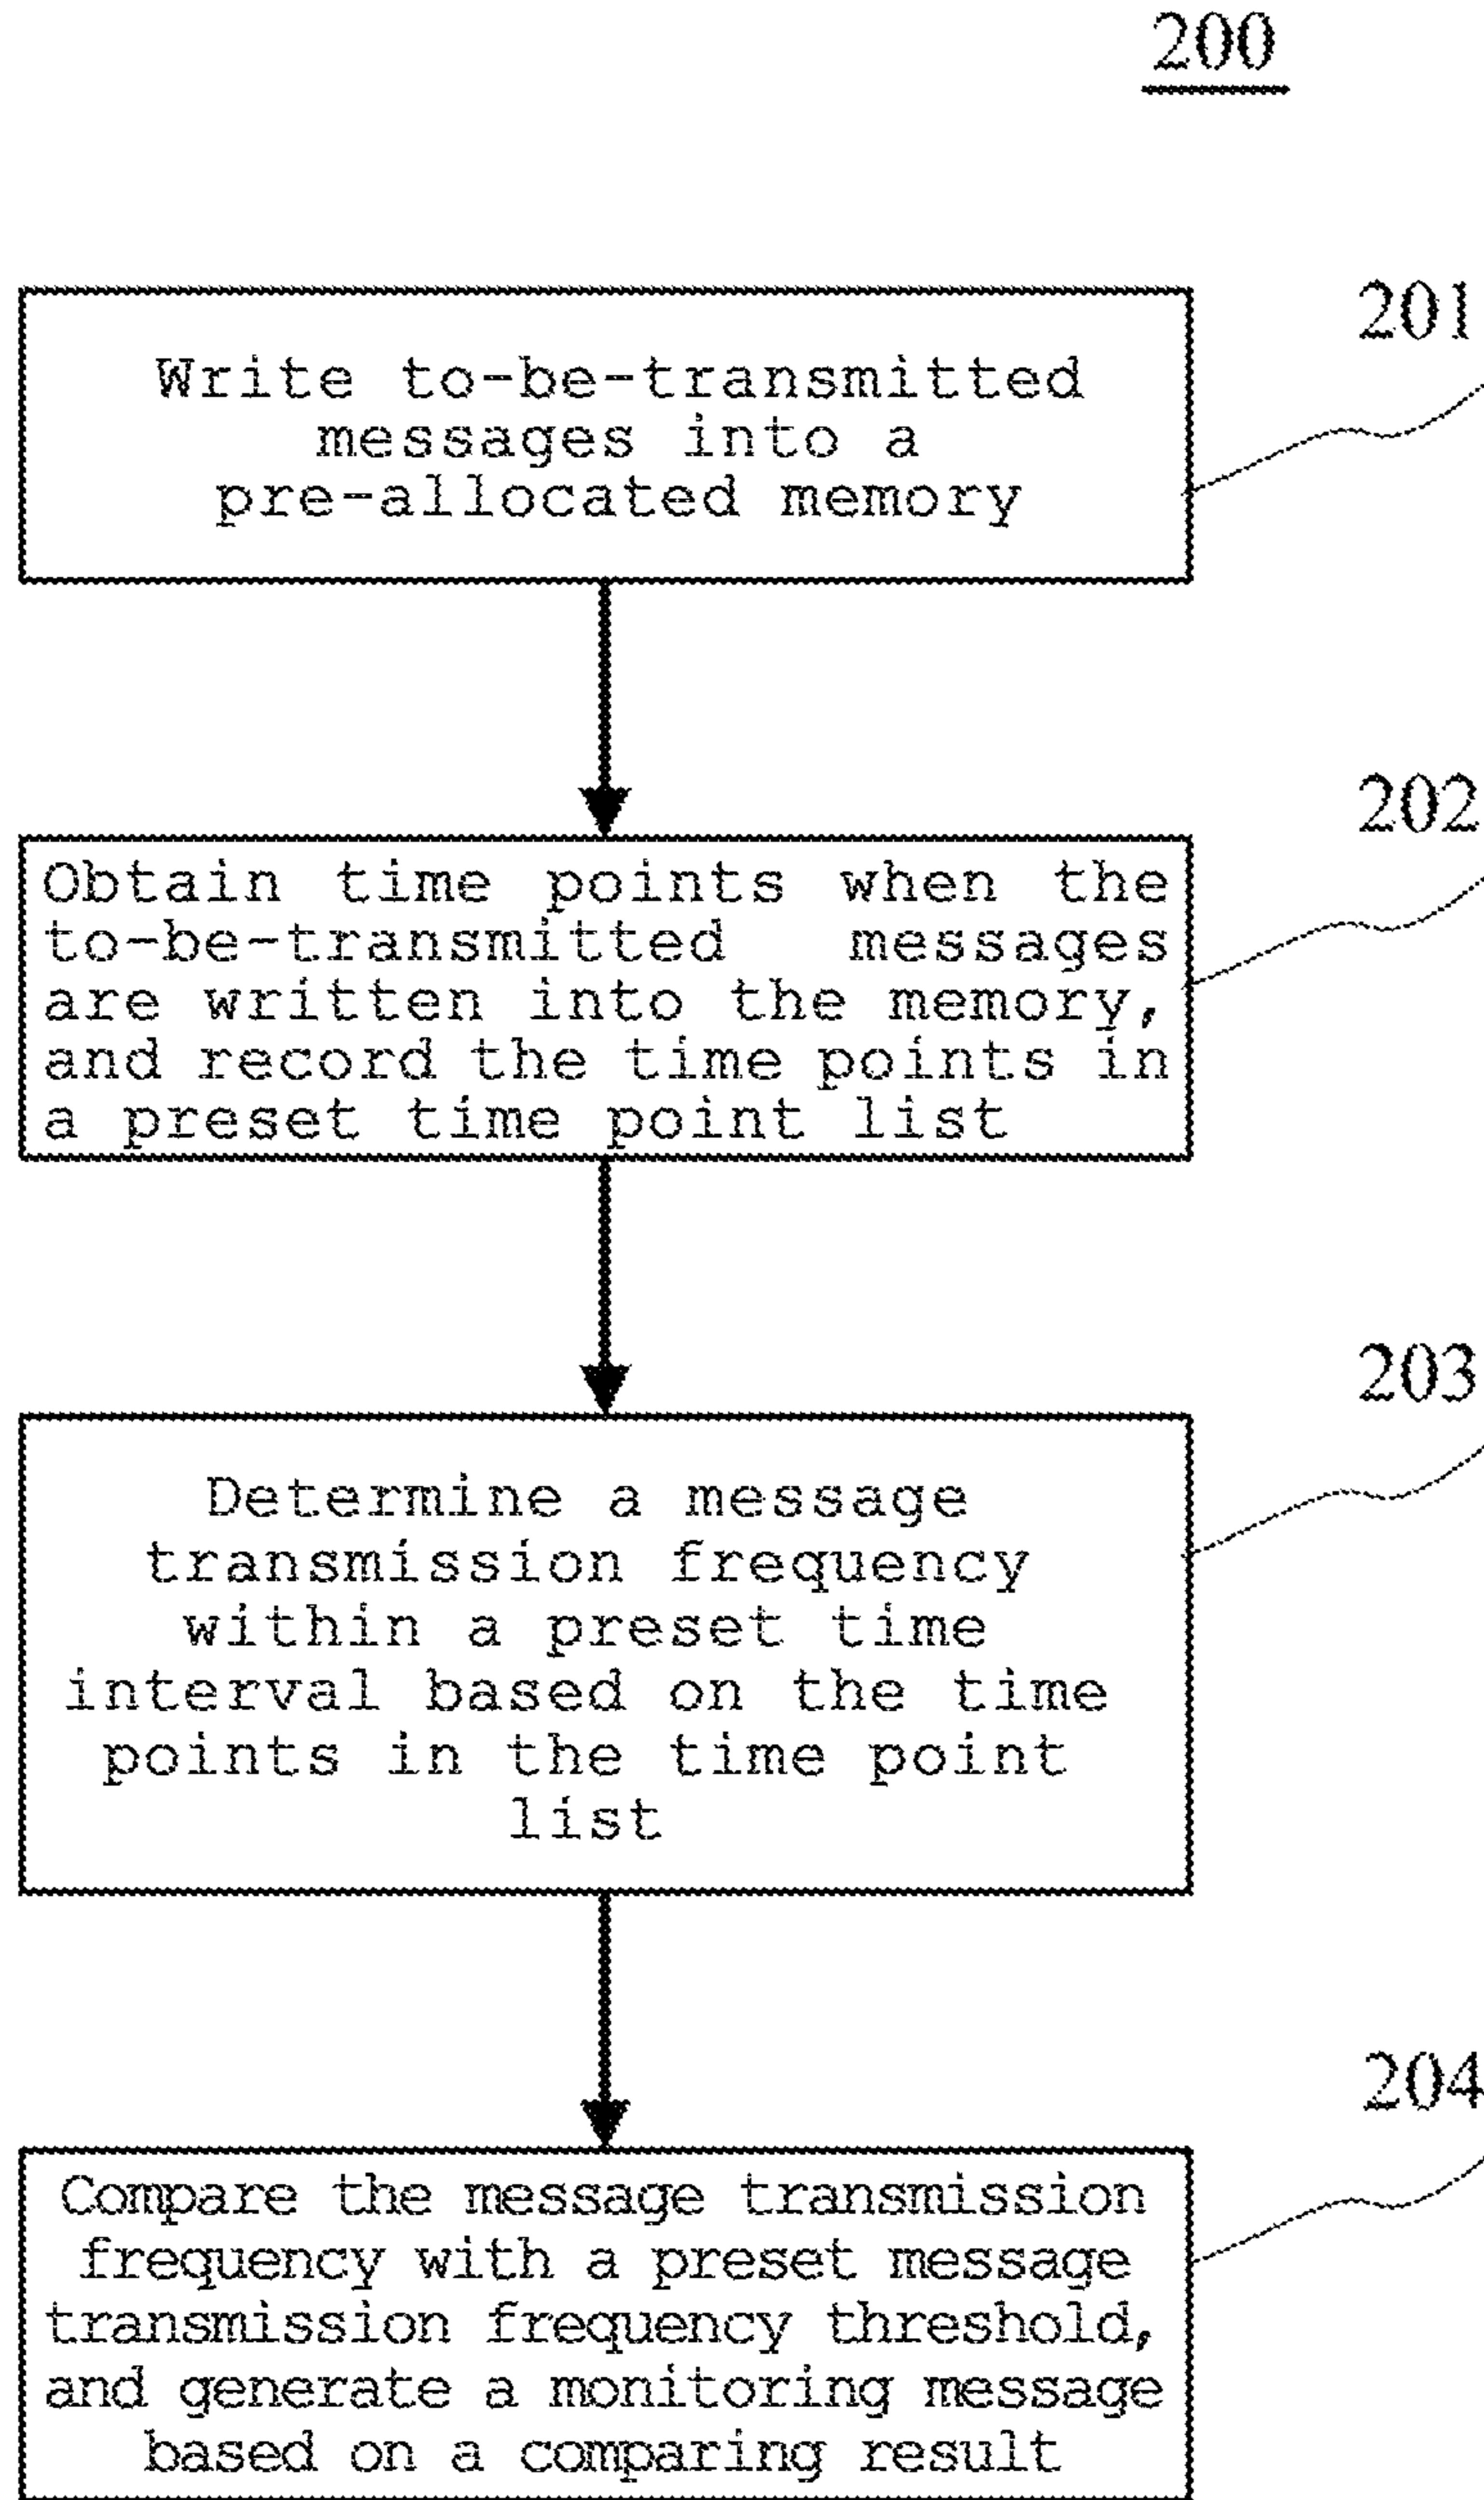 200
201
Write to-be-transmitted
messages into a
pre-allocated memory
202
Obtain time points when the
to-be-transmitted messages
are written into the memory,
and record the time points in
a preset time point list
203
Determine a message
transmission frequency
within a preset time
interval based on the time
points in the time point
list
204
Compare the message transmission
frequency with a preset message
transmission frequency threshold,
and generate a monitoring message
based on a comparing result